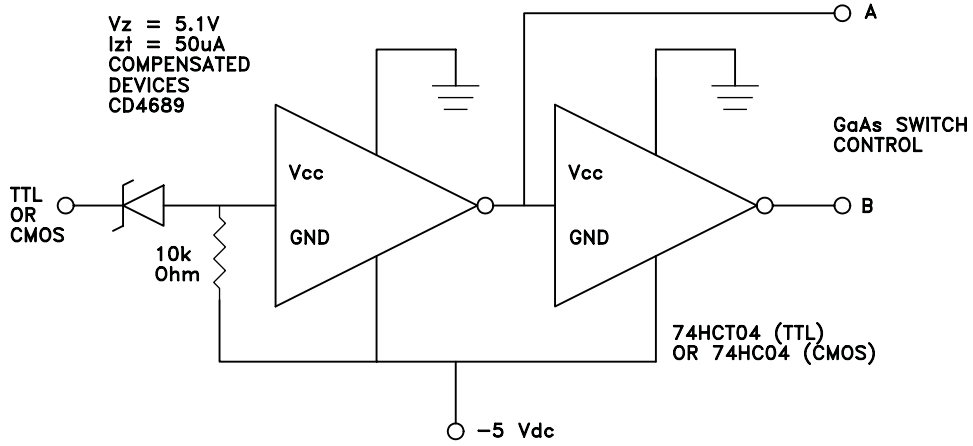 Vz = 5.1V
Izt = 50uA
COMPENSATED
DEVICES
CD4689
A
GaAs SWITCH
CONTROL
Vcc
Vcc
TTL
OR
CMOS
B
GND
GND
10k
Ohm
74HCT04 (TTL)
OR 74HC04 (CMOS)
-5 Vdc